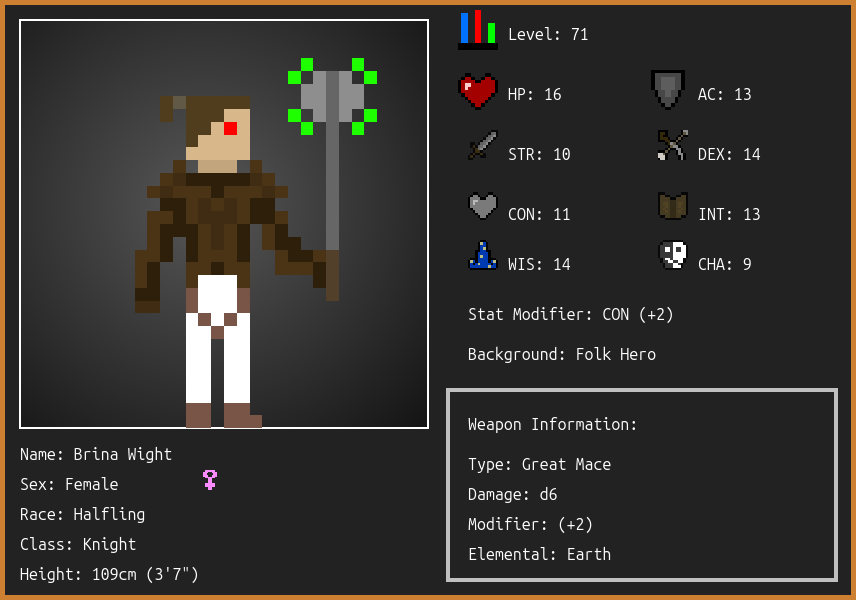 Level: 71
HP: 16
AC: 13
STR: 10
DEX: 14
CON: 11
INT: 13
WIS: 14
CHA: 9
Stat Modifier: CON (+2)
Background: Folk Hero
Weapon Information:
Type: Great Mace
Damage: d6
Modifier: (+2)
Elemental: Earth
Name: Brina Wight
Sex: Female
Race: Halfling
Class: Knight
Height: 109cm (3'7")